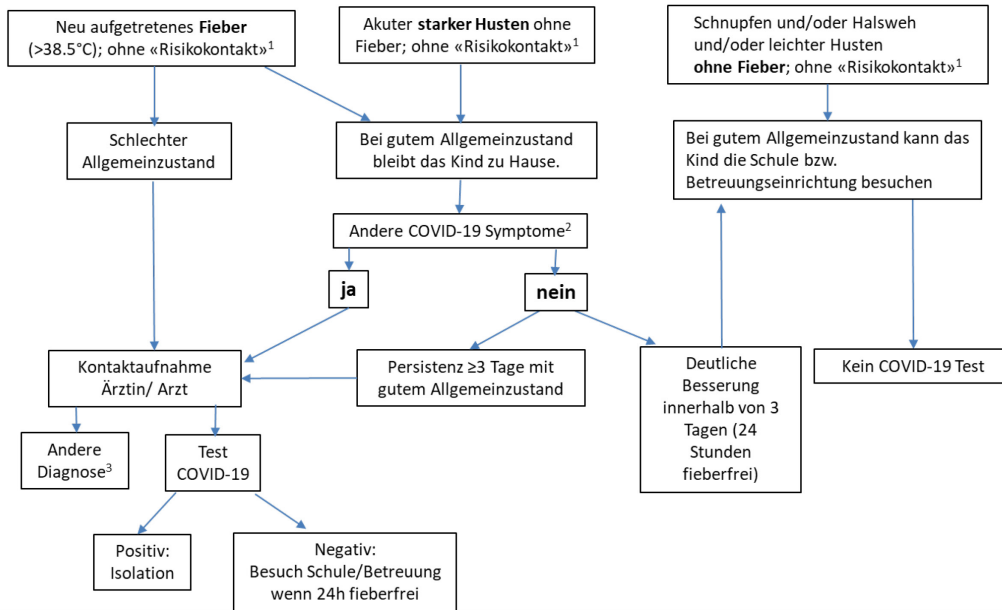 Neu aufgetretenes Fieber
(>38.5°C); ohne «Risikokontakt»1
Akuter starker Husten ohne
Fieber; ohne «Risikokontakt»1
Schnupfen und/oder Halsweh
und/oder leichter Husten
ohne Fieber; ohne «Risikokontakt»1
Schlechter
Allgemeinzustand
Bei gutem Allgemeinzustand
bleibt das Kind zu Hause.
Bei gutem Allgemeinzustand kann das
Kind die Schule bzw.
Betreuungseinrichtung besuchen
Andere COVID-19 Symptome2
ja
nein
Kontaktaufnahme
Ärztin/ Arzt
Persistenz ≥3 Tage mit
gutem Allgemeinzustand
Deutliche
Besserung
innerhalb von 3
Tagen (24
Stunden
fieberfrei)
Kein COVID-19 Test
Andere
Diagnose3
Test
COVID-19
Positiv:
Isolation
Negativ:
Besuch Schule/Betreuung
wenn 24h fieberfrei